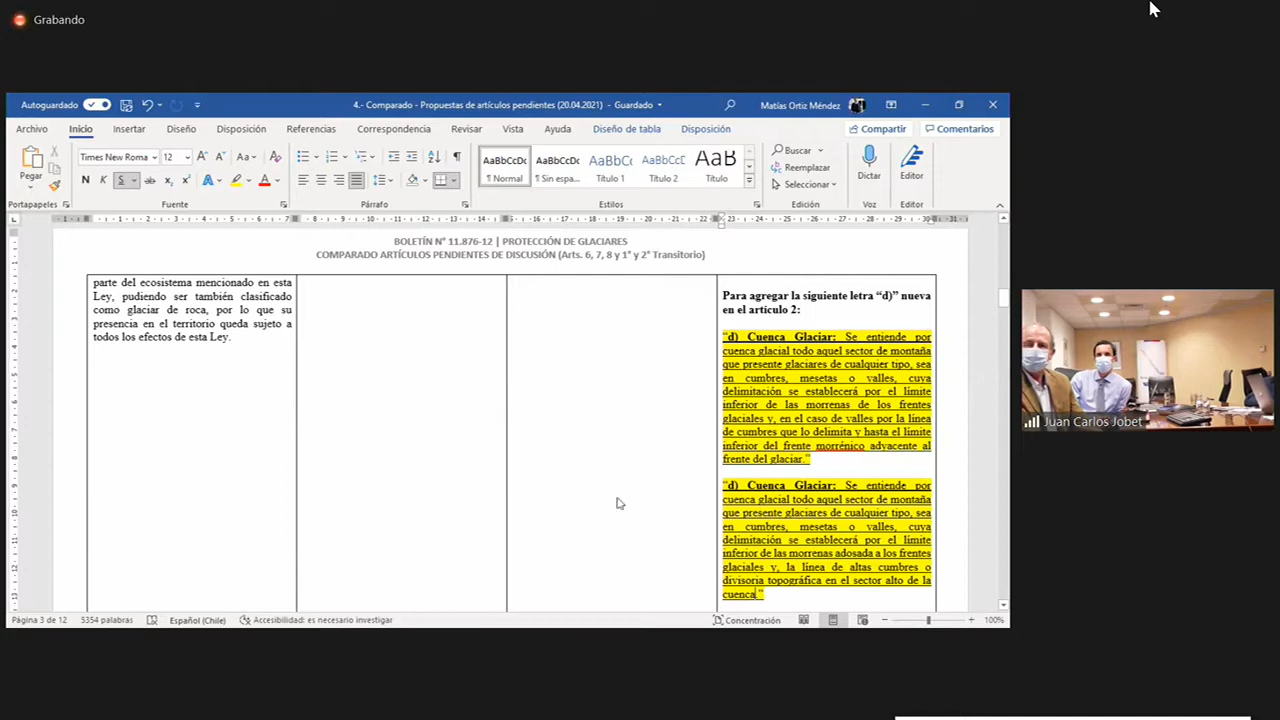 Grabando
Autoguardado
4.- Comparado - Propuestas de artículos pendientes (20.04.2021) - Guardado
Matías Ortiz Méndez
Archivo Inicio Insertar Diseño Disposición Referencias Correspondencia Revisar Vista Ayuda Diseño de tabla Disposición
Compartir Comentarios
Pegar
Times New Roma 12
N K S ab x₂ x²
AaBbCcDc AaBbCcDc AaBbCc AaBbCcE AaB
¶ Normal ¶ Sin espa... Título 1 Título 2 Título
Buscar
Reemplazar
Seleccionar
Dictar Editor
Portapapeles Fuente Párrafo Estilos Edición Voz Editor
BOLETÍN N° 11.876-12 | PROTECCIÓN DE GLACIARES
COMPARADO ARTÍCULOS PENDIENTES DE DISCUSIÓN (Arts. 6, 7, 8 y 1° y 2° Transitorio)
parte del ecosistema mencionado en esta
Ley, pudiendo ser también clasificado
como glaciar de roca, por lo que su
presencia en el territorio queda sujeto a
todos los efectos de esta Ley.
Para agregar la siguiente letra “d)” nueva
en el artículo 2:
“d) Cuenca Glaciar: Se entiende por
cuenca glacial todo aquel sector de montaña
que presente glaciares de cualquier tipo, sea
en cumbres, mesetas o valles, cuya
delimitación se establecerá por el límite
inferior de las morrenas de los frentes
glaciales y, en el caso de valles por la línea
de cumbres que lo delimita y hasta el límite
inferior del frente morrénico adyacente al
frente del glaciar.”
“d) Cuenca Glaciar: Se entiende por
cuenca glacial todo aquel sector de montaña
que presente glaciares de cualquier tipo, sea
en cumbres, mesetas o valles, cuya
delimitación se establecerá por el límite
inferior de las morrenas adosada a los frentes
glaciales y, la línea de altas cumbres o
divisoria topográfica en el sector alto de la
cuenca.”
Página 3 de 12 5354 palabras Español (Chile) Accesibilidad: es necesario investigar
Concentración 100%
Juan Carlos Jobet